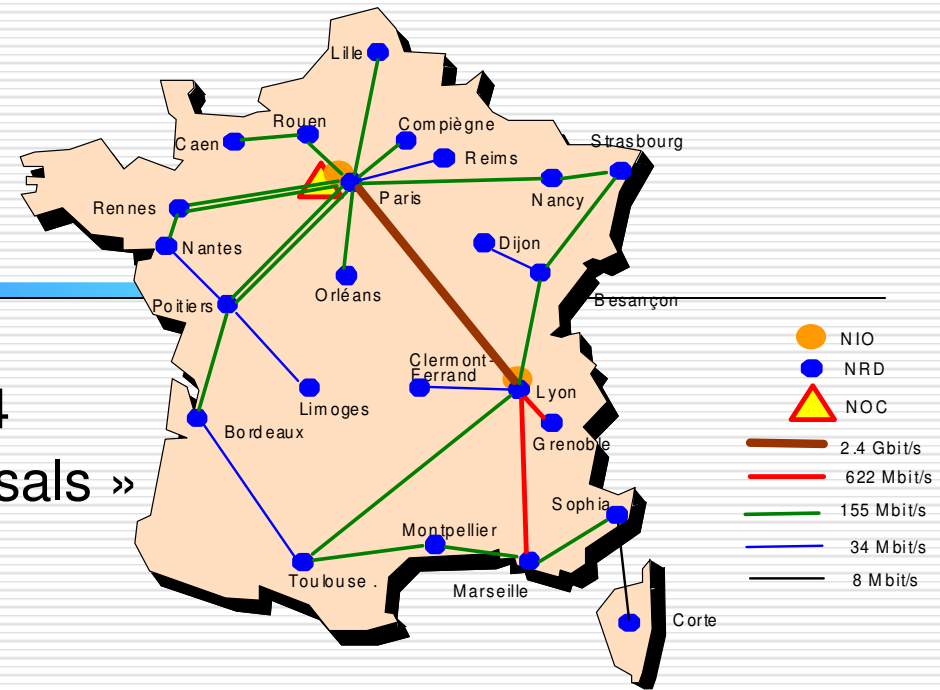 Lille
Rouen
Compiègne
Caen
Reims
Strasbourg
Nancy
Paris
Rennes
Nantes
Dijon
Orléans
Besançon
Poitiers
NIO
Clermont-
Ferrand
NRD
Lyon
Limoges
NOC
4
Bordeaux
Grenoble
2.4 Gbit/s
622 Mbit/s
sals »
Sophia
155 Mbit/s
Montpellier
34 Mbit/s
Toulouse .
8 Mbit/s
Marseille
Corte